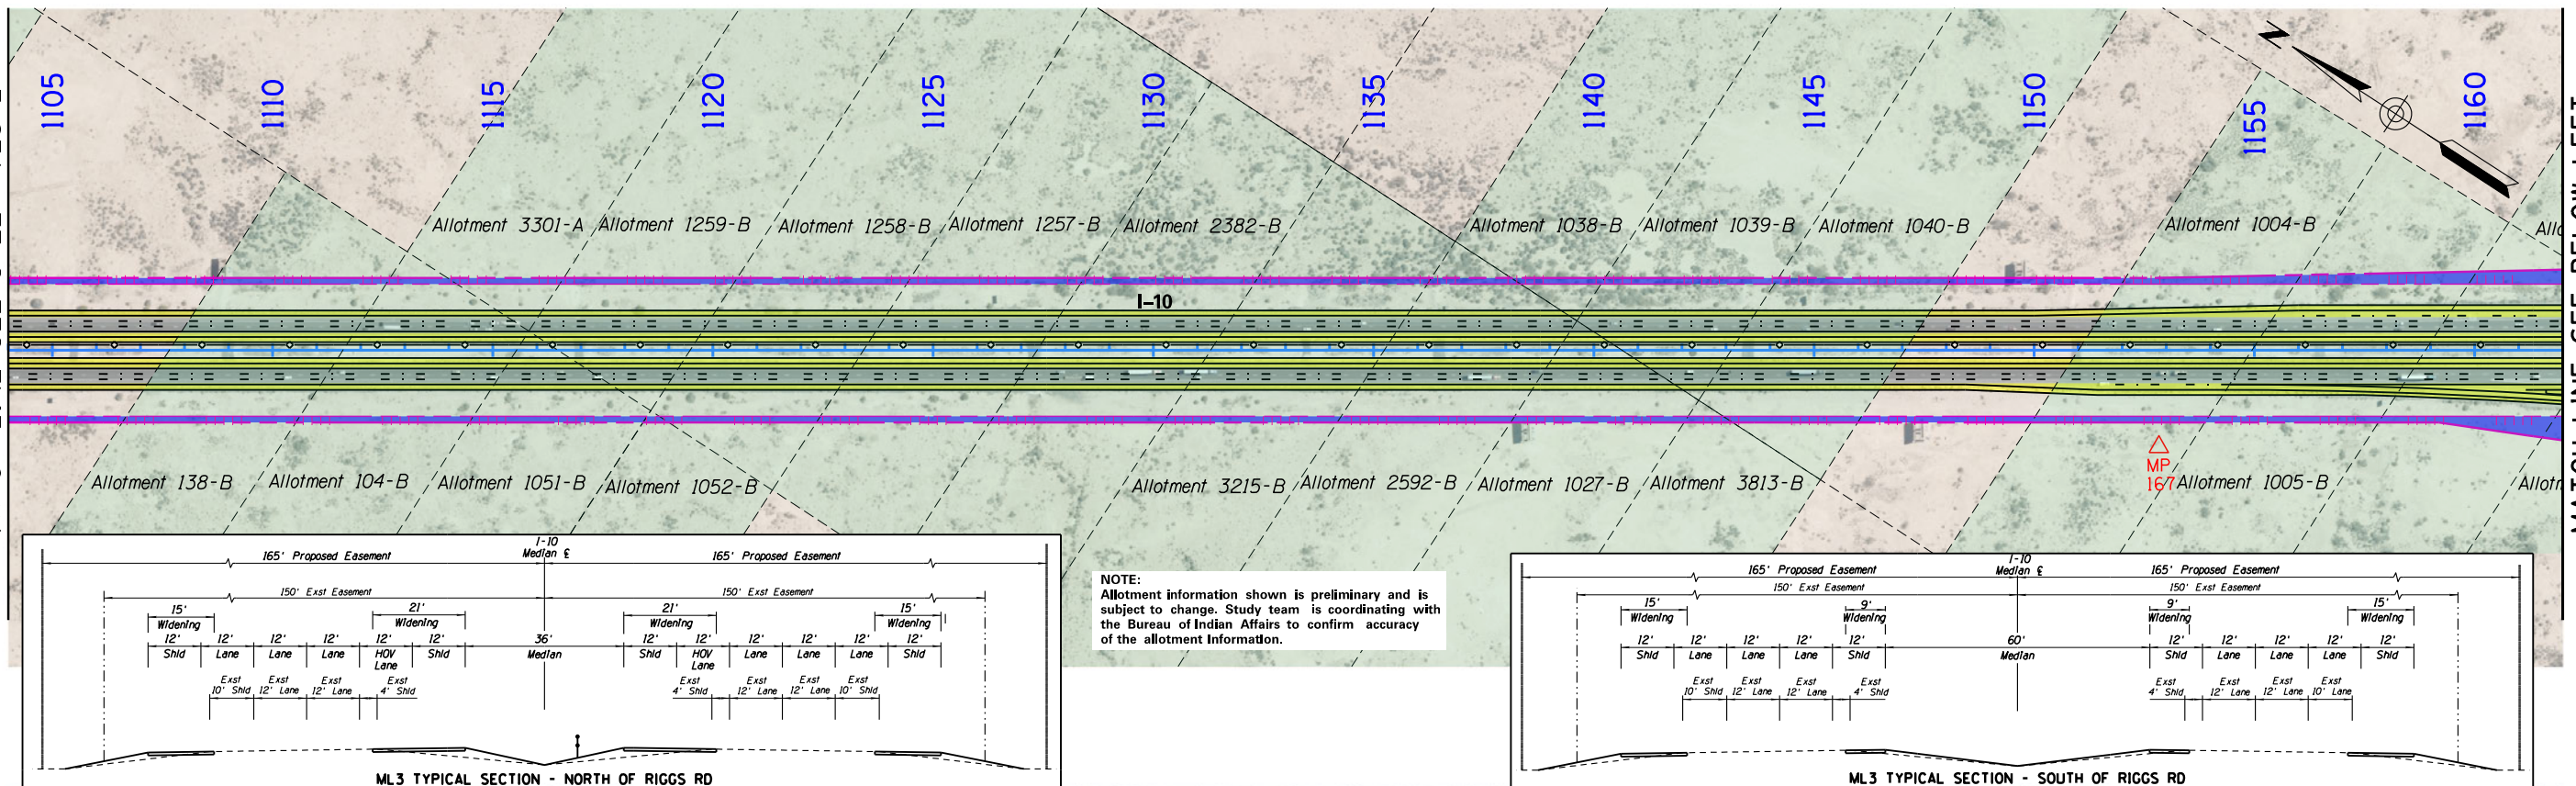 1105
1110
1115
1120
1125
1130
1135
1140
1145
1150
1155
1160
N
Allotment 3301-A
Allotment 1259-B
Allotment 1258-B
Allotment 1257-B
Allotment 2382-B
Allotment 1038-B
Allotment 1039-B
Allotment 1040-B
Allotment 1004-B
I-10
MP
167
Allotment 138-B
Allotment 104-B
Allotment 1051-B
Allotment 1052-B
Allotment 3215-B
Allotment 2592-B
Allotment 1027-B
Allotment 3813-B
Allotment 1005-B
I-10
Median ℄
165' Proposed Easement
165' Proposed Easement
150' Exst Easement
150' Exst Easement
15'
Widening
21'
Widening
21'
Widening
15'
Widening
12' 12' 12' 12' 12' 12' 36' 12' 12' 12' 12' 12' 12'
Shld Lane Lane Lane HOV Lane Shld Median Shld HOV Lane Lane Lane Lane Shld
Exst 10' Shld
Exst 12' Lane
Exst 12' Lane
Exst 4' Shld
Exst 4' Shld
Exst 12' Lane
Exst 12' Lane
Exst 10' Shld
ML3 TYPICAL SECTION - NORTH OF RIGGS RD
NOTE:
Allotment information shown is preliminary and is
subject to change. Study team is coordinating with
the Bureau of Indian Affairs to confirm accuracy
of the allotment information.
I-10
Median ℄
165' Proposed Easement
165' Proposed Easement
150' Exst Easement
150' Exst Easement
15'
Widening
9'
Widening
9'
Widening
15'
Widening
12' 12' 12' 12' 12' 60' 12' 12' 12' 12' 12'
Shld Lane Lane Lane Shld Median Shld Lane Lane Lane Shld
Exst 10' Shld
Exst 12' Lane
Exst 12' Lane
Exst 4' Shld
Exst 4' Shld
Exst 12' Lane
Exst 12' Lane
Exst 10' Lane
ML3 TYPICAL SECTION - SOUTH OF RIGGS RD